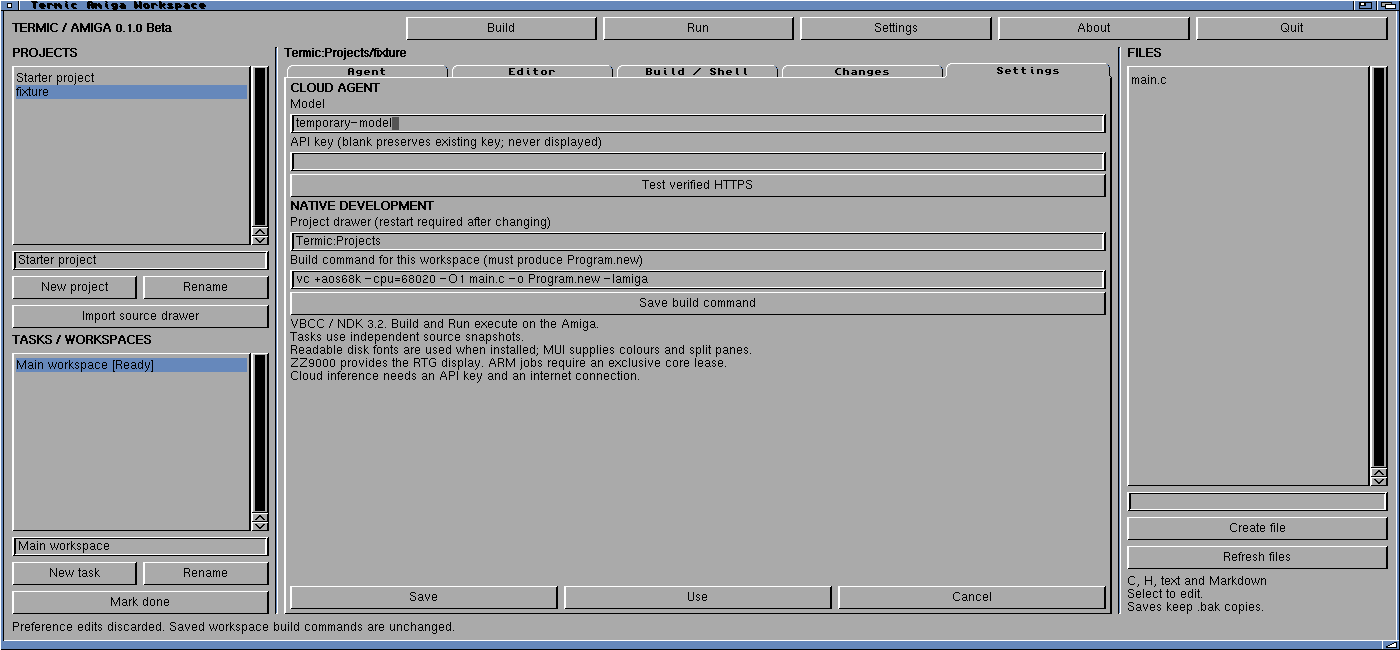 Termic Amiga Workspace
TERMIC / AMIGA 0.1.0 Beta
Build
Run
Settings
About
Quit
PROJECTS
Starter project
fixture
Starter project
New project
Rename
Import source drawer
TASKS / WORKSPACES
Main workspace [Ready]
Main workspace
New task
Rename
Mark done
Termic:Projects/fixture
Agent
Editor
Build / Shell
Changes
Settings
CLOUD AGENT
Model
temporary-model
API key (blank preserves existing key; never displayed)
Test verified HTTPS
NATIVE DEVELOPMENT
Project drawer (restart required after changing)
Termic:Projects
Build command for this workspace (must produce Program.new)
vc +aos68k -cpu=68020 -O1 main.c -o Program.new -lamiga
Save build command
VBCC / NDK 3.2. Build and Run execute on the Amiga.
Tasks use independent source snapshots.
Readable disk fonts are used when installed; MUI supplies colours and split panes.
ZZ9000 provides the RTG display. ARM jobs require an exclusive core lease.
Cloud inference needs an API key and an internet connection.
Save
Use
Cancel
FILES
main.c
Create file
Refresh files
C, H, text and Markdown
Select to edit.
Saves keep .bak copies.
Preference edits discarded. Saved workspace build commands are unchanged.